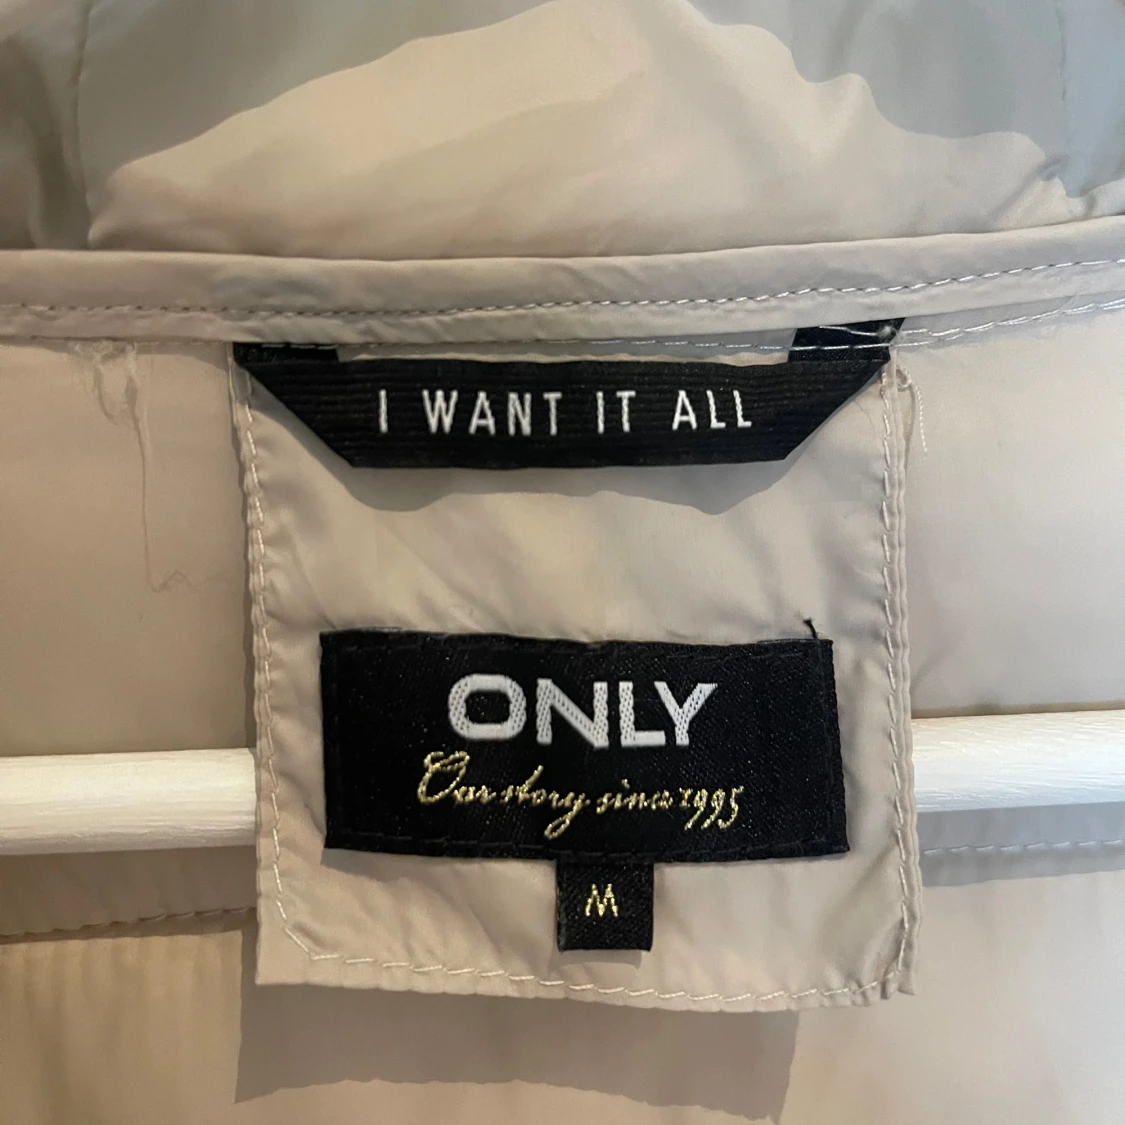 I WANT IT ALL
ONLY
Our story since 1995
M